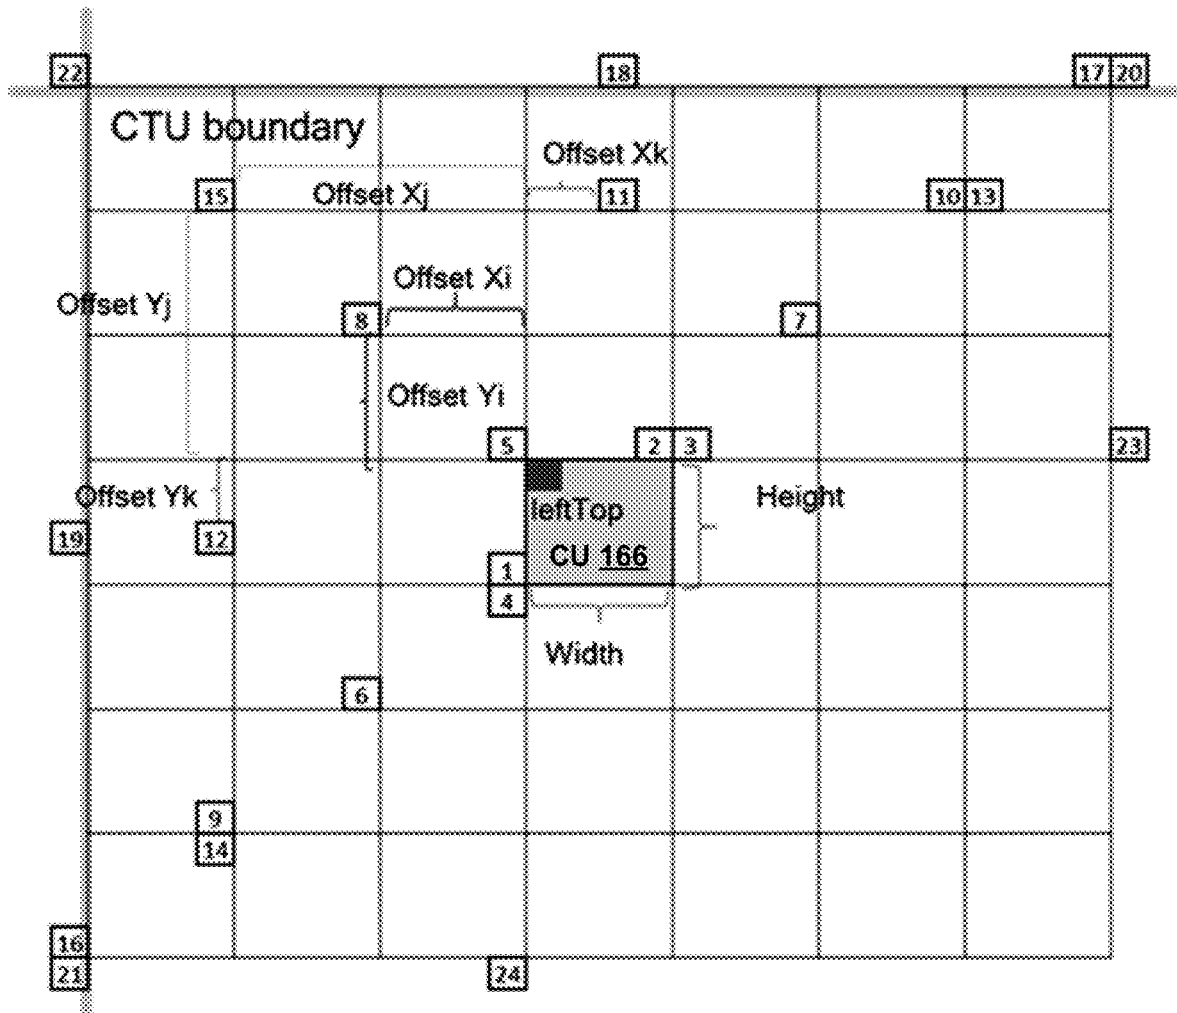 22
18
17 20
CTU boundary
Offset Xk
15
Offset Xj
11
10 13
Offset Xi
Offset Yj
8
7
Offset Yi
5
2 3
23
Offset Yk
leftTop
Height
19
12
CU 166
1
4
Width
6
9
14
16
21
24